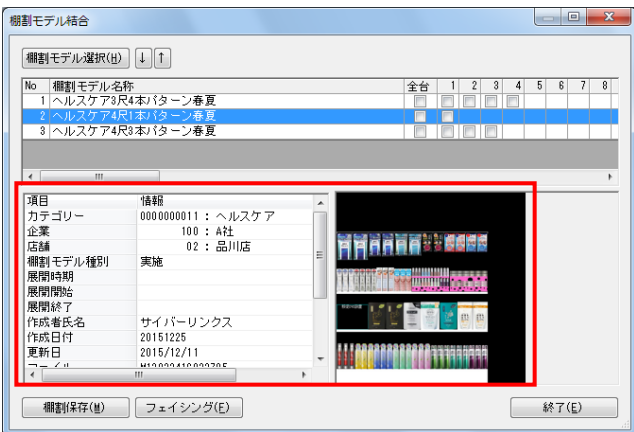 棚割モデル結合
棚割モデル選択(H) ↓ ↑
No 棚割モデル名称 全台 1 2 3 4 5 6 7 8
1 ヘルスケア3尺4本パターン春夏
2 ヘルスケア4尺1本パターン春夏
3 ヘルスケア4尺3本パターン春夏
項目 情報
カテゴリー 0000000011 : ヘルスケア
企業 100 : A社
店舗 02 : 品川店
棚割モデル種別 実施
展開時期
展開開始
展開終了
作成者氏名 サイバーリンクス
作成日付 20151225
更新日 2015/12/11
棚割保存(M) フェイシング(F) 終了(E)